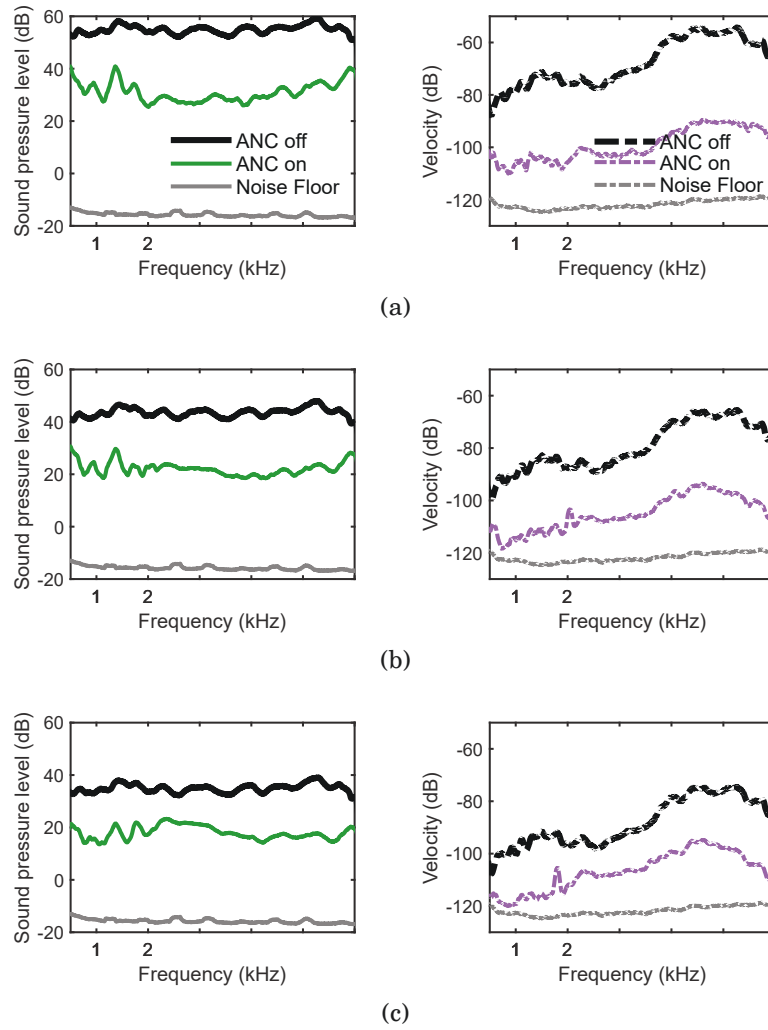 Sound pressure level (dB)
60
40
20
0
-20
ANC off
ANC on
Noise Floor
1 2
Frequency (kHz)
Velocity (dB)
-60
-80
-100
-120
ANC off
ANC on
Noise Floor
1 2
Frequency (kHz)
(a)
Sound pressure level (dB)
60
40
20
0
-20
1 2
Frequency (kHz)
Velocity (dB)
-60
-80
-100
-120
1 2
Frequency (kHz)
(b)
Sound pressure level (dB)
60
40
20
0
-20
1 2
Frequency (kHz)
Velocity (dB)
-60
-80
-100
-120
1 2
Frequency (kHz)
(c)